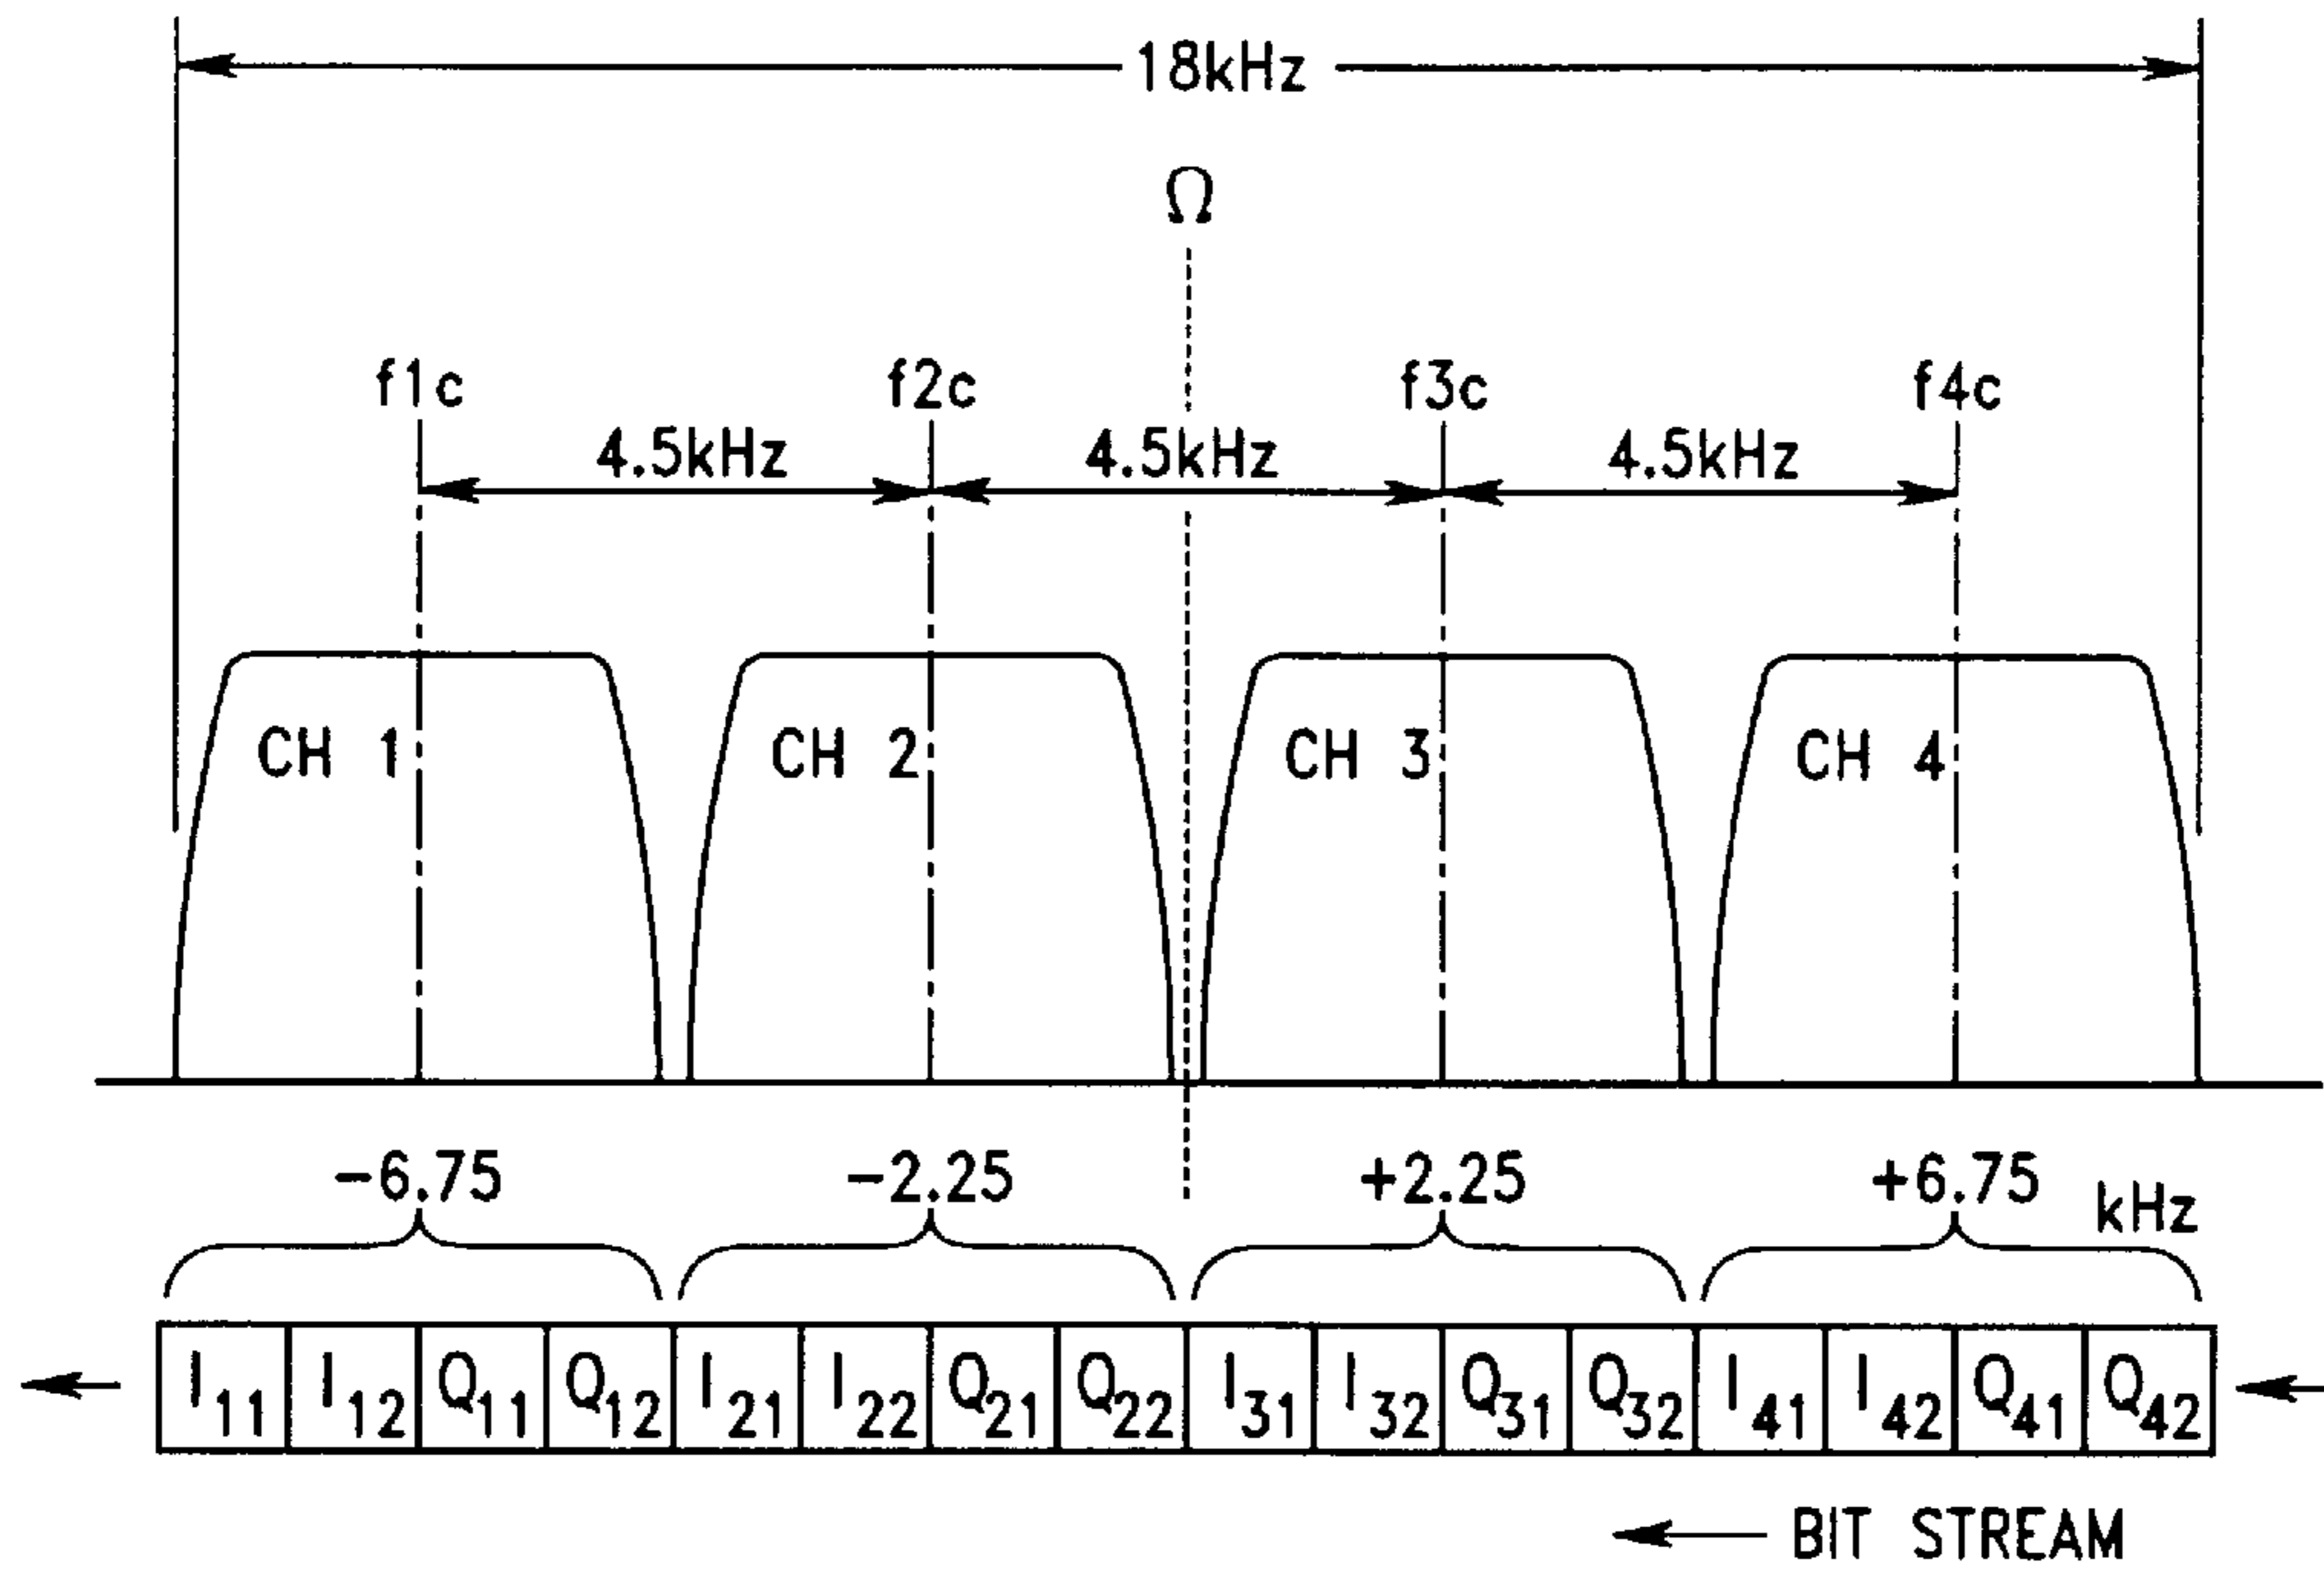 18kHz
Ω
f1c f2c f3c f4c
4.5kHz 4.5kHz 4.5kHz
CH 1 CH 2 CH 3 CH 4
-6.75 -2.25 +2.25 +6.75 kHz
I11 I12 Q11 Q12 I21 I22 Q21 Q22 I31 I32 Q31 Q32 I41 I42 Q41 Q42
BIT STREAM